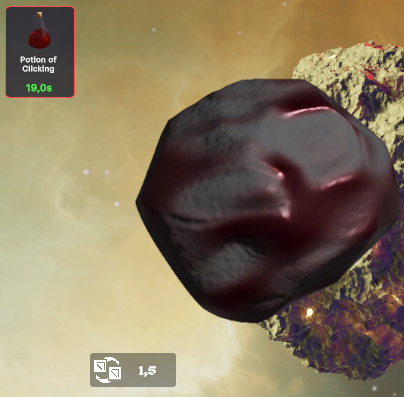 Potion of
Clicking
19,0s
1,5